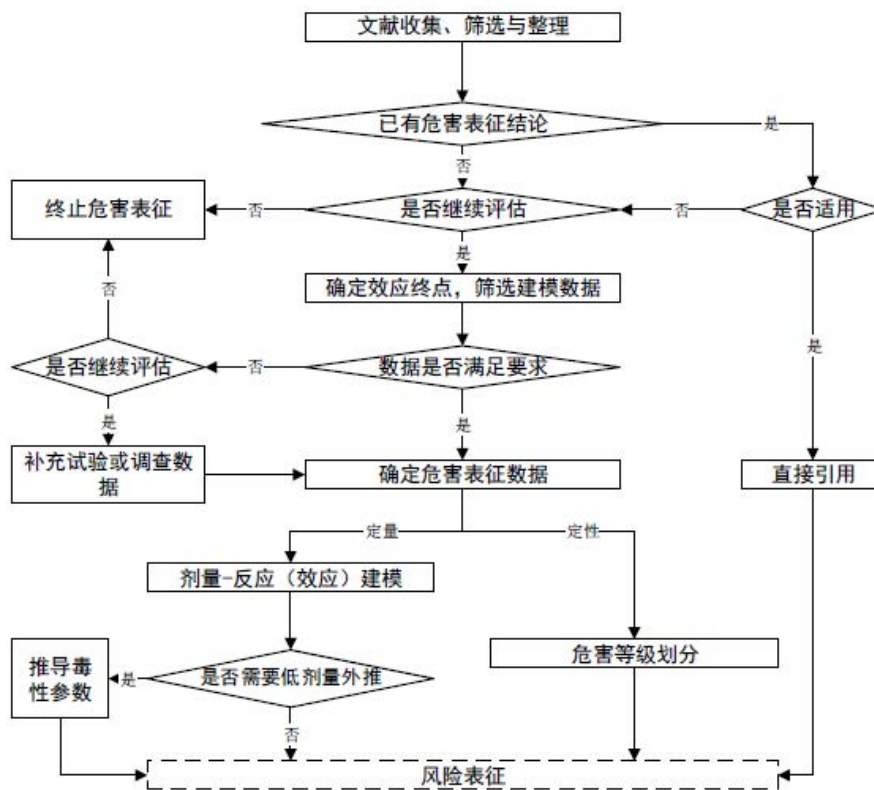 文献收集、筛选与整理
已有危害表征结论
是
否
终止危害表征
否
是否继续评估
否
是否适用
是
确定效应终点，筛选建模数据
否
是
是否继续评估
否
数据是否满足要求
是
是
补充试验或调查数
据
确定危害表征数据
直接引用
定量
定性
剂量-反应（效应）建模
推导毒
性参数
是
是否需要低剂量外推
危害等级划分
否
风险表征